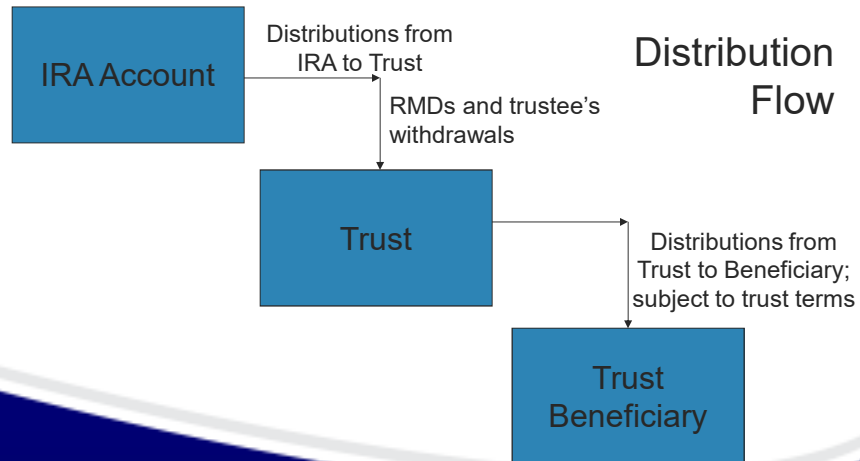 Distribution
Flow
IRA Account
Distributions from
IRA to Trust
RMDs and trustee’s
withdrawals
Trust
Distributions from
Trust to Beneficiary;
subject to trust terms
Trust
Beneficiary